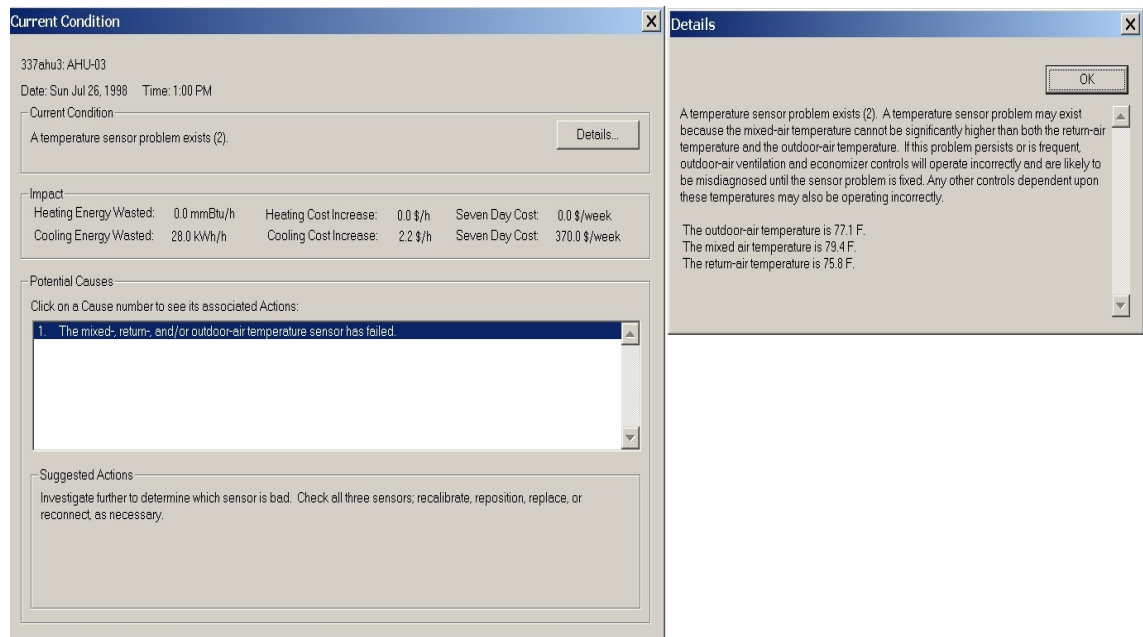 Current Condition
337ahu3: AHU-03
Date: Sun Jul 26, 1998 Time: 1:00 PM
Current Condition
A temperature sensor problem exists (2).
Details...
Impact
Heating Energy Wasted: 0.0 mmBtu/h Heating Cost Increase: 0.0 $/h Seven Day Cost: 0.0 $/week
Cooling Energy Wasted: 28.0 kWh/h Cooling Cost Increase: 2.2 $/h Seven Day Cost: 370.0 $/week
Potential Causes
Click on a Cause number to see its associated Actions:
1. The mixed-, return-, and/or outdoor-air temperature sensor has failed.
Suggested Actions
Investigate further to determine which sensor is bad. Check all three sensors; recalibrate, reposition, replace, or
reconnect, as necessary.
Details
OK
A temperature sensor problem exists (2). A temperature sensor problem may exist
because the mixed-air temperature cannot be significantly higher than both the return-air
temperature and the outdoor-air temperature. If this problem persists or is frequent,
outdoor-air ventilation and economizer controls will operate incorrectly and are likely to
be misdiagnosed until the sensor problem is fixed. Any other controls dependent upon
these temperatures may also be operating incorrectly.
The outdoor-air temperature is 77.1 F.
The mixed air temperature is 79.4 F.
The return-air temperature is 75.8 F.